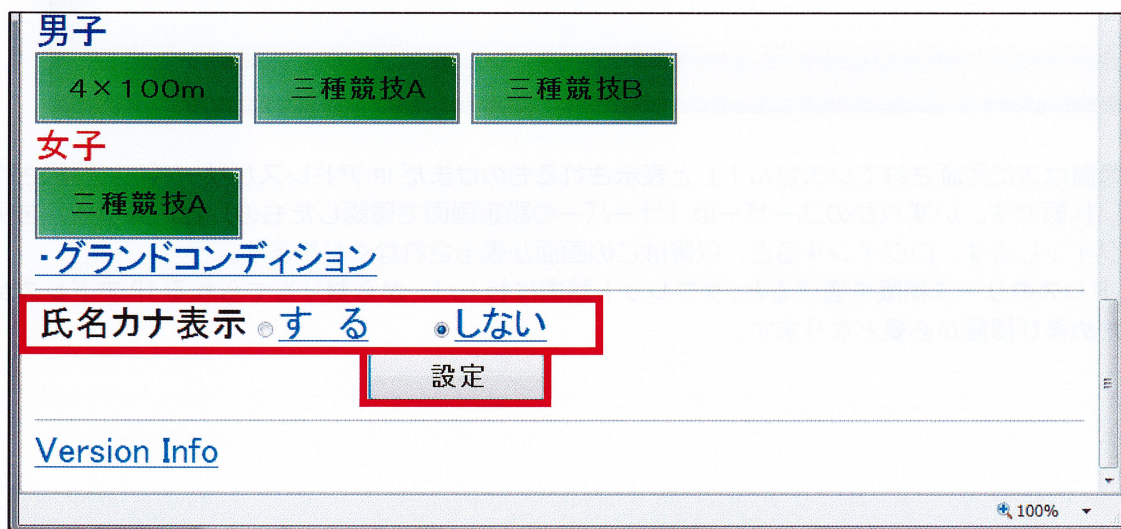 男子
4×100m 三種競技A 三種競技B
女子
三種競技A
・グランドコンディション
氏名カナ表示 す る しない
設定
Version Info
100%